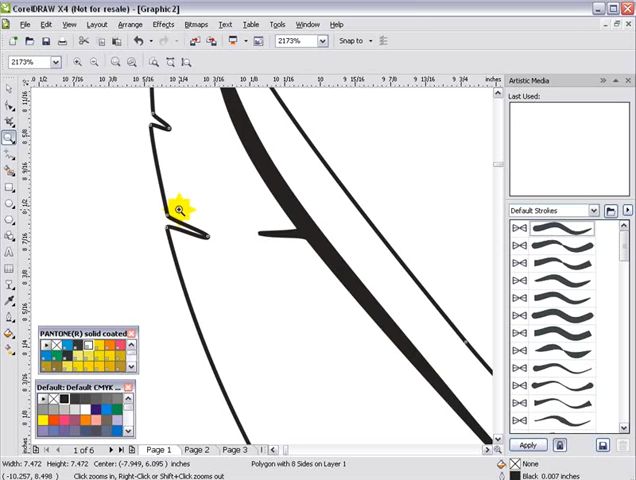 CorelDRAW X4 (Not for resale) - [Graphic2]
File Edit View Layout Arrange Effects Bitmaps Text Table Tools Window Help
2173% Snap to
2173%
inches
Artistic Media
Last Used:
Default Strokes
PANTONE(R) solid coated
Default: Default CMYK ...
Apply
1 of 6 Page 1 Page 2 Page 3
Width: 7.472 Height: 7.472 Center: (-7.949, 6.095) inches Polygon with 8 Sides on Layer 1 None
(-10.257, 8.498) Click zooms in, Right-Click or Shift+Click zooms out Black 0.007 inches